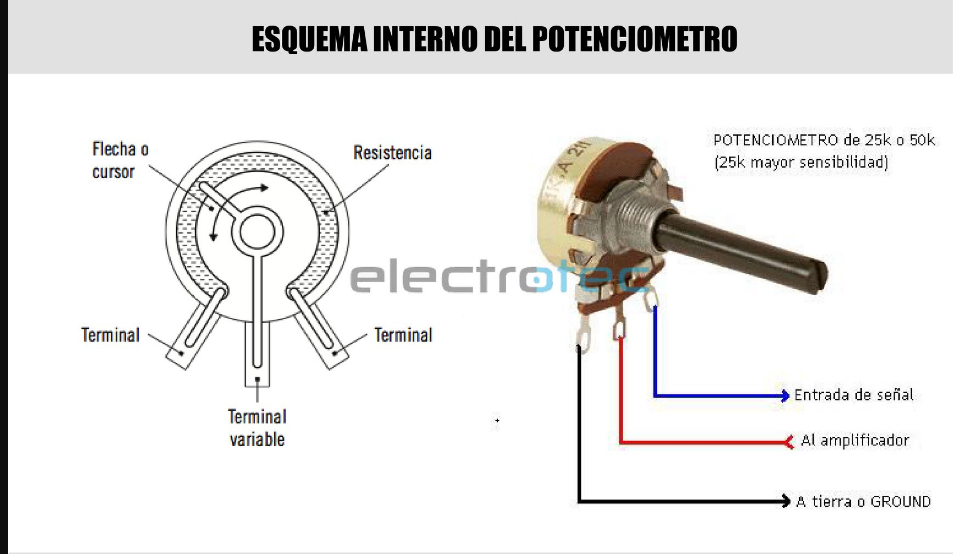 ESQUEMA INTERNO DEL POTENCIOMETRO
Flecha o
cursor
Resistencia
Terminal
Terminal
Terminal
variable
electrotec
POTENCIOMETRO de 25k o 50k
(25k mayor sensibilidad)
Entrada de señal
Al amplificador
A tierra o GROUND